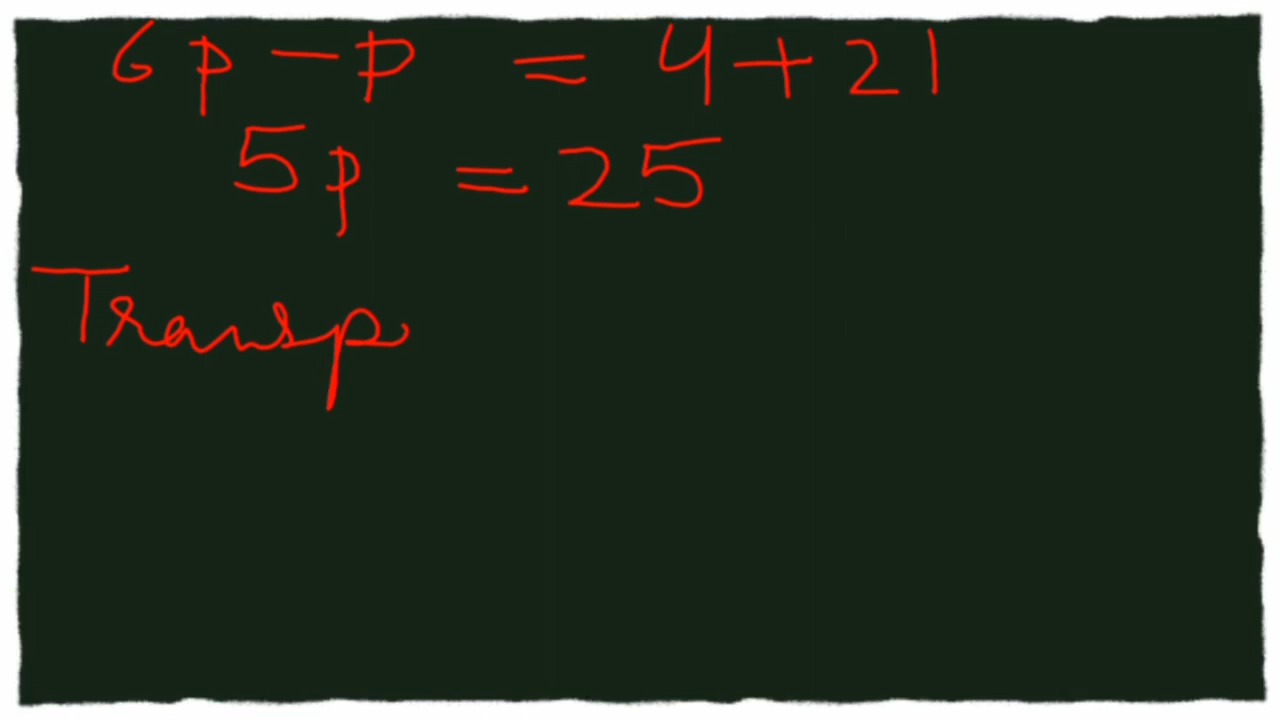 6p - p = 4 + 21
5p = 25
Transp